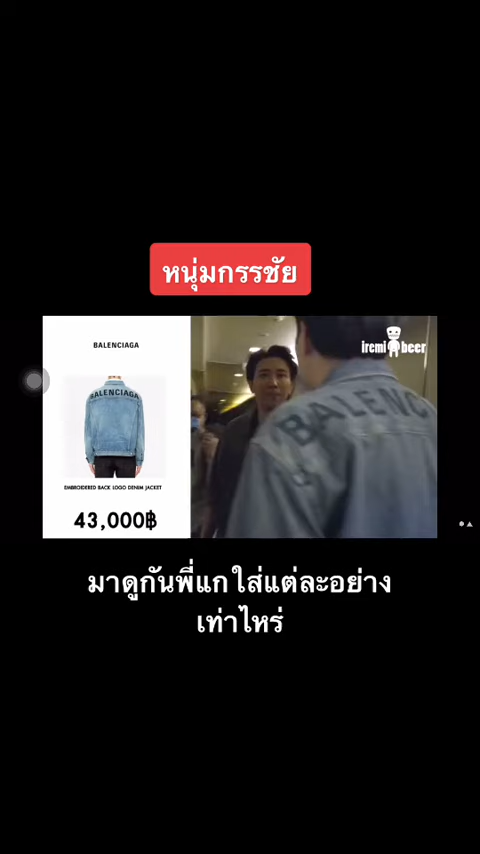 หนุ่มกรรชัย
BALENCIAGA
iremi beer
BALENCIAGA
BALENC
EMBROIDERED BACK LOGO DENIM JACKET
43,000฿
มาดูกันพี่แกใส่แต่ละอย่าง
เท่าไหร่